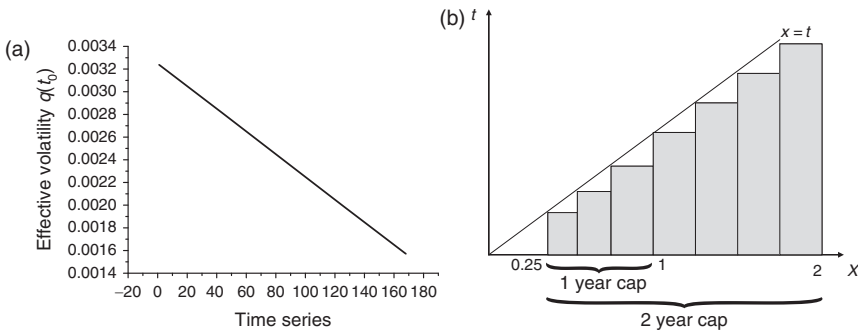 (a)
Effective volatility q(t0)
0.0034
0.0032
0.0030
0.0028
0.0026
0.0024
0.0022
0.0020
0.0018
0.0016
0.0014
–20 0 20 40 60 80 100 120 140 160 180
Time series
(b)
t
x = t
0.25
1
2
X
1 year cap
2 year cap